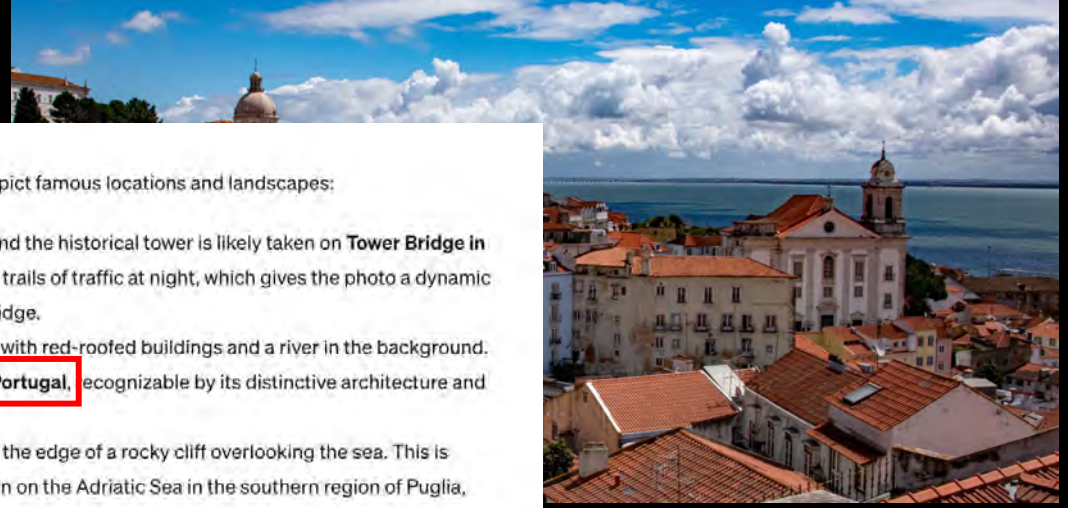 pict famous locations and landscapes:
nd the historical tower is likely taken on Tower Bridge in
trails of traffic at night, which gives the photo a dynamic
idge.
with red-roofed buildings and a river in the background.
Portugal, recognizable by its distinctive architecture and
the edge of a rocky cliff overlooking the sea. This is
n on the Adriatic Sea in the southern region of Puglia,